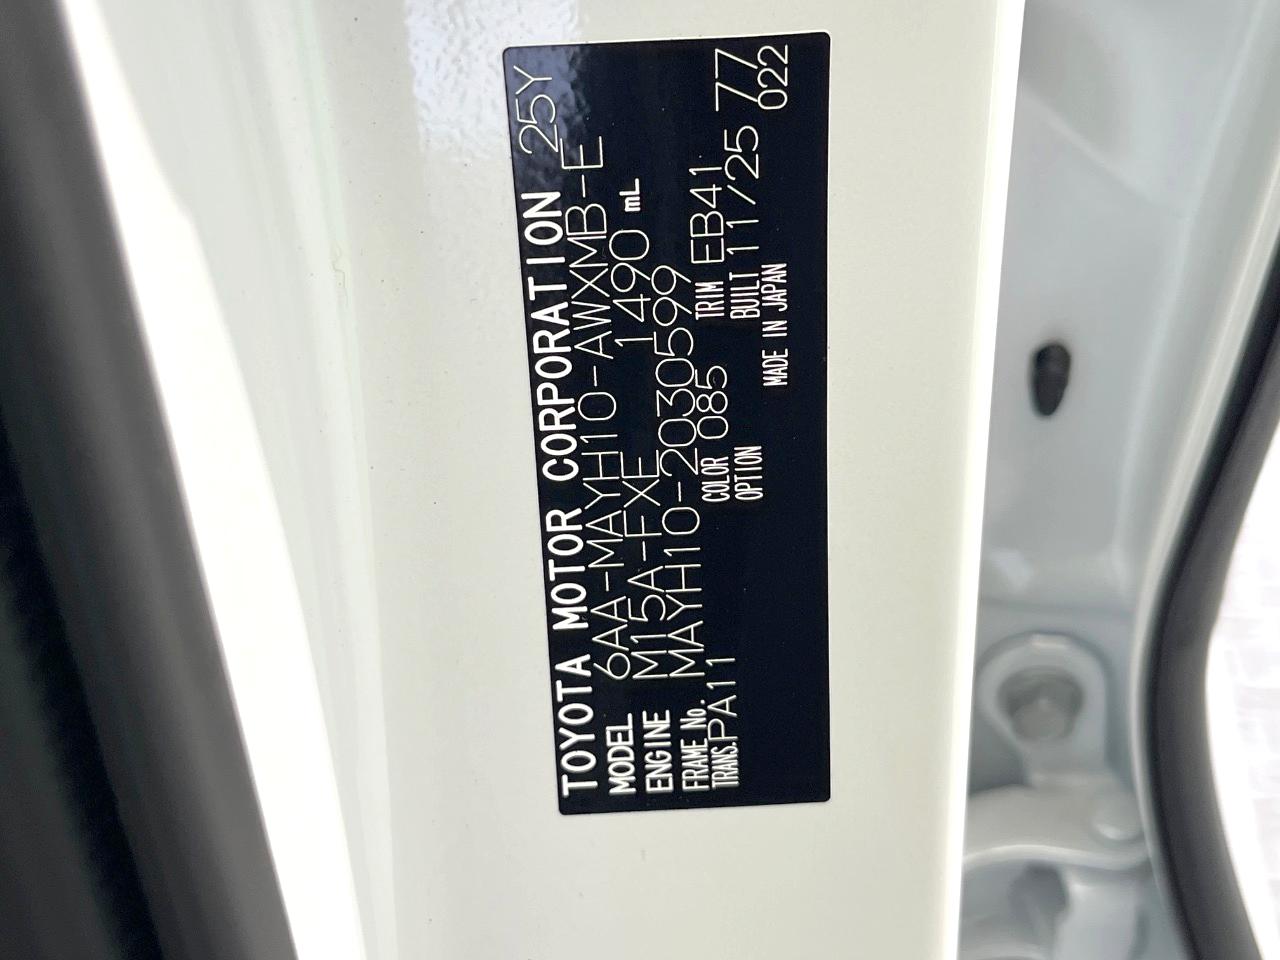 TOYOTA MOTOR CORPORATION 25Y
MODEL 6AA-MAYH10-AWXMB-E
ENGINE M15A-FXE 1490 mL
FRAME No. MAYH10-2030599
TRANS. PA11 COLOR 085 TRIM EB41
OPTION BUILT 11/25 77
MADE IN JAPAN 022